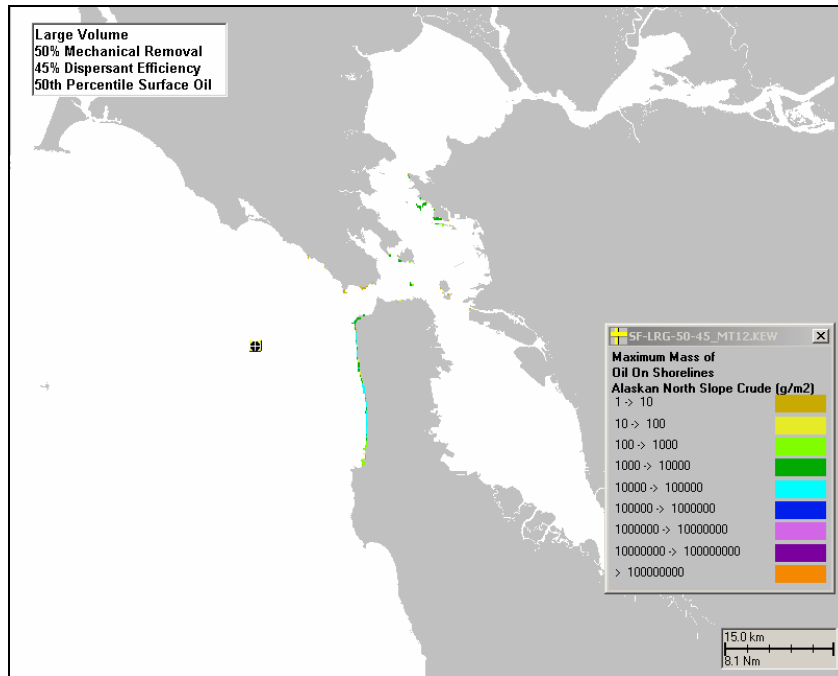 Large Volume
50% Mechanical Removal
45% Dispersant Efficiency
50th Percentile Surface Oil
SF-LRG-50-45_MT12.KEW
Maximum Mass of
Oil On Shorelines
Alaskan North Slope Crude (g/m2)
1 -> 10
10 -> 100
100 -> 1000
1000 -> 10000
10000 -> 100000
100000 -> 1000000
1000000 -> 10000000
10000000 -> 100000000
> 100000000
15.0 km
8.1 Nm